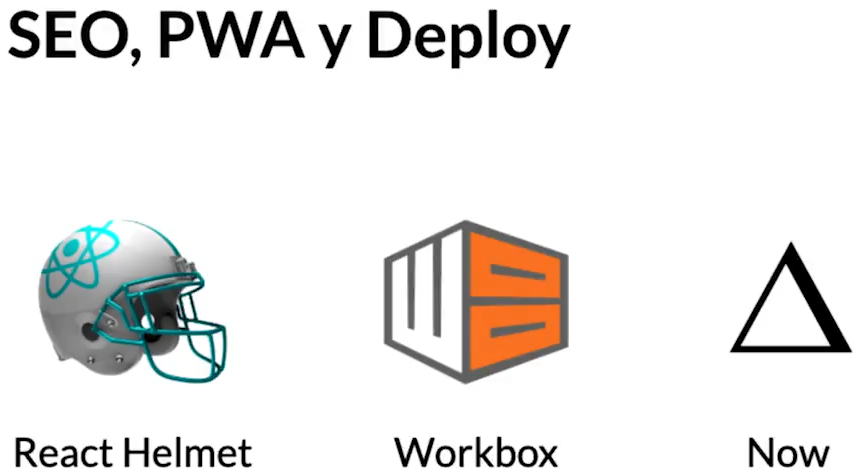 SEO, PWA y Deploy
React Helmet
Workbox
Now